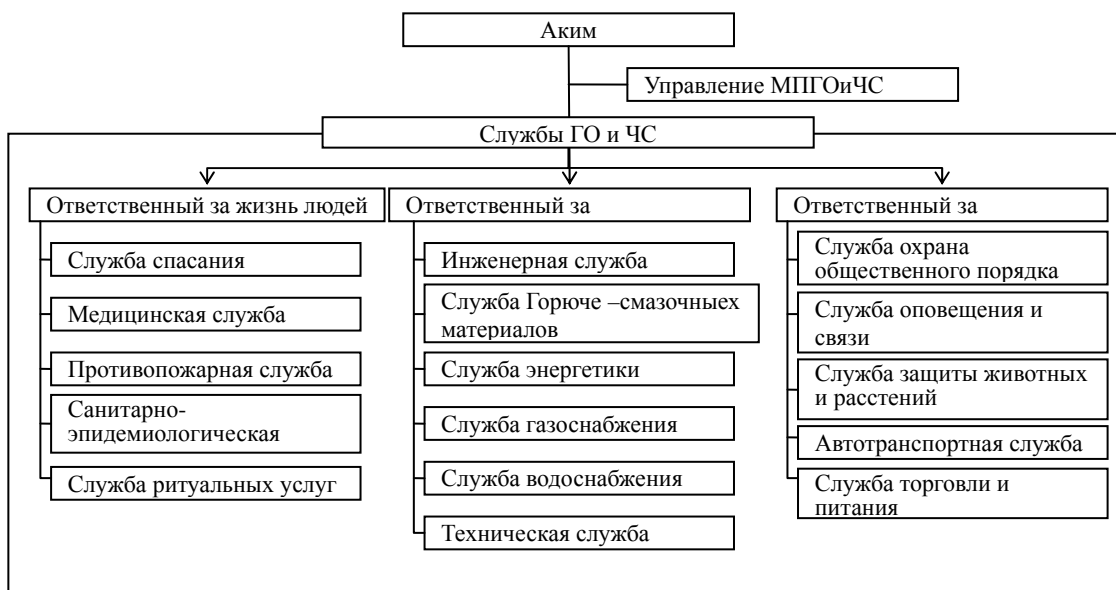 Аким
Управление МПГОиЧС
Службы ГО и ЧС
Ответственный за жизнь людей
Служба спасания
Медицинская служба
Противопожарная служба
Санитарно-
эпидемиологическая
Служба ритуальных услуг
Ответственный за
Инженерная служба
Служба Горюче –смазочныех
материалов
Служба энергетики
Служба газоснабжения
Служба водоснабжения
Техническая служба
Ответственный за
Служба охрана
общественного порядка
Служба оповещения и
связи
Служба защиты животных
и расстений
Автотранспортная служба
Служба торговли и
питания